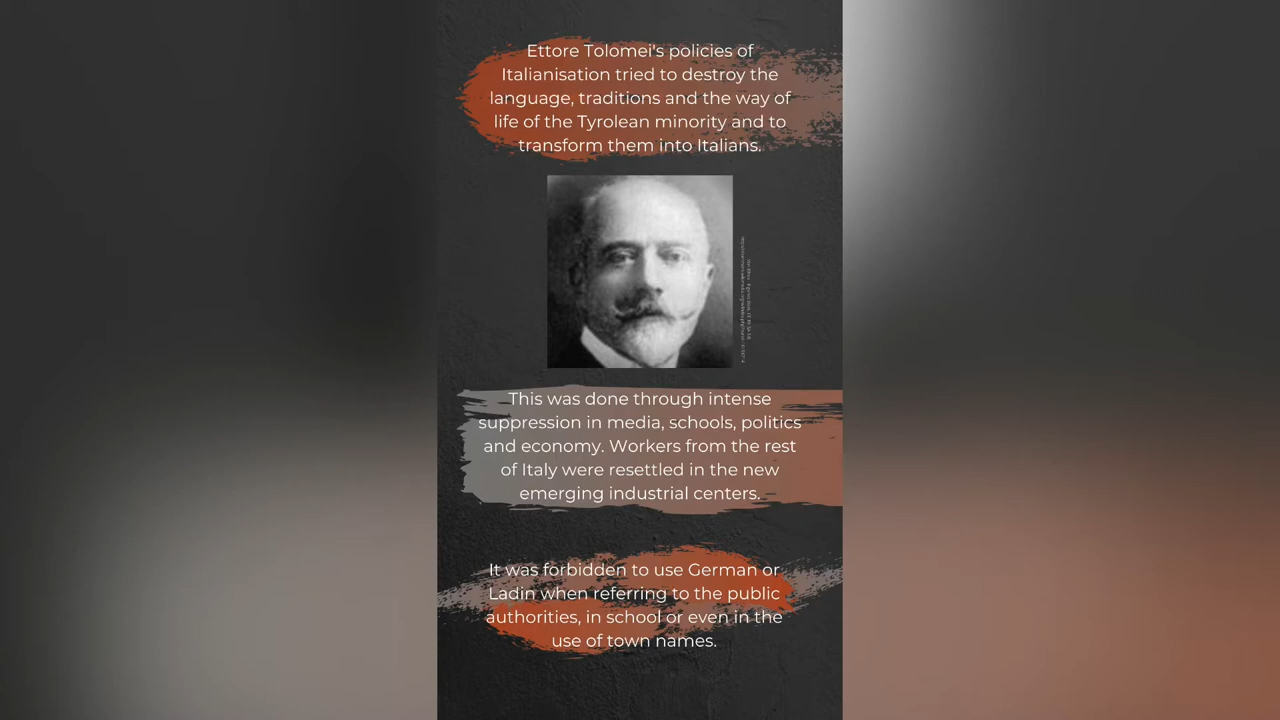 Ettore Tolomei's policies of
Italianisation tried to destroy the
language, traditions and the way of
life of the Tyrolean minority and to
transform them into Italians.
This was done through intense
suppression in media, schools, politics
and economy. Workers from the rest
of Italy were resettled in the new
emerging industrial centers.
It was forbidden to use German or
Ladin when referring to the public
authorities, in school or even in the
use of town names.